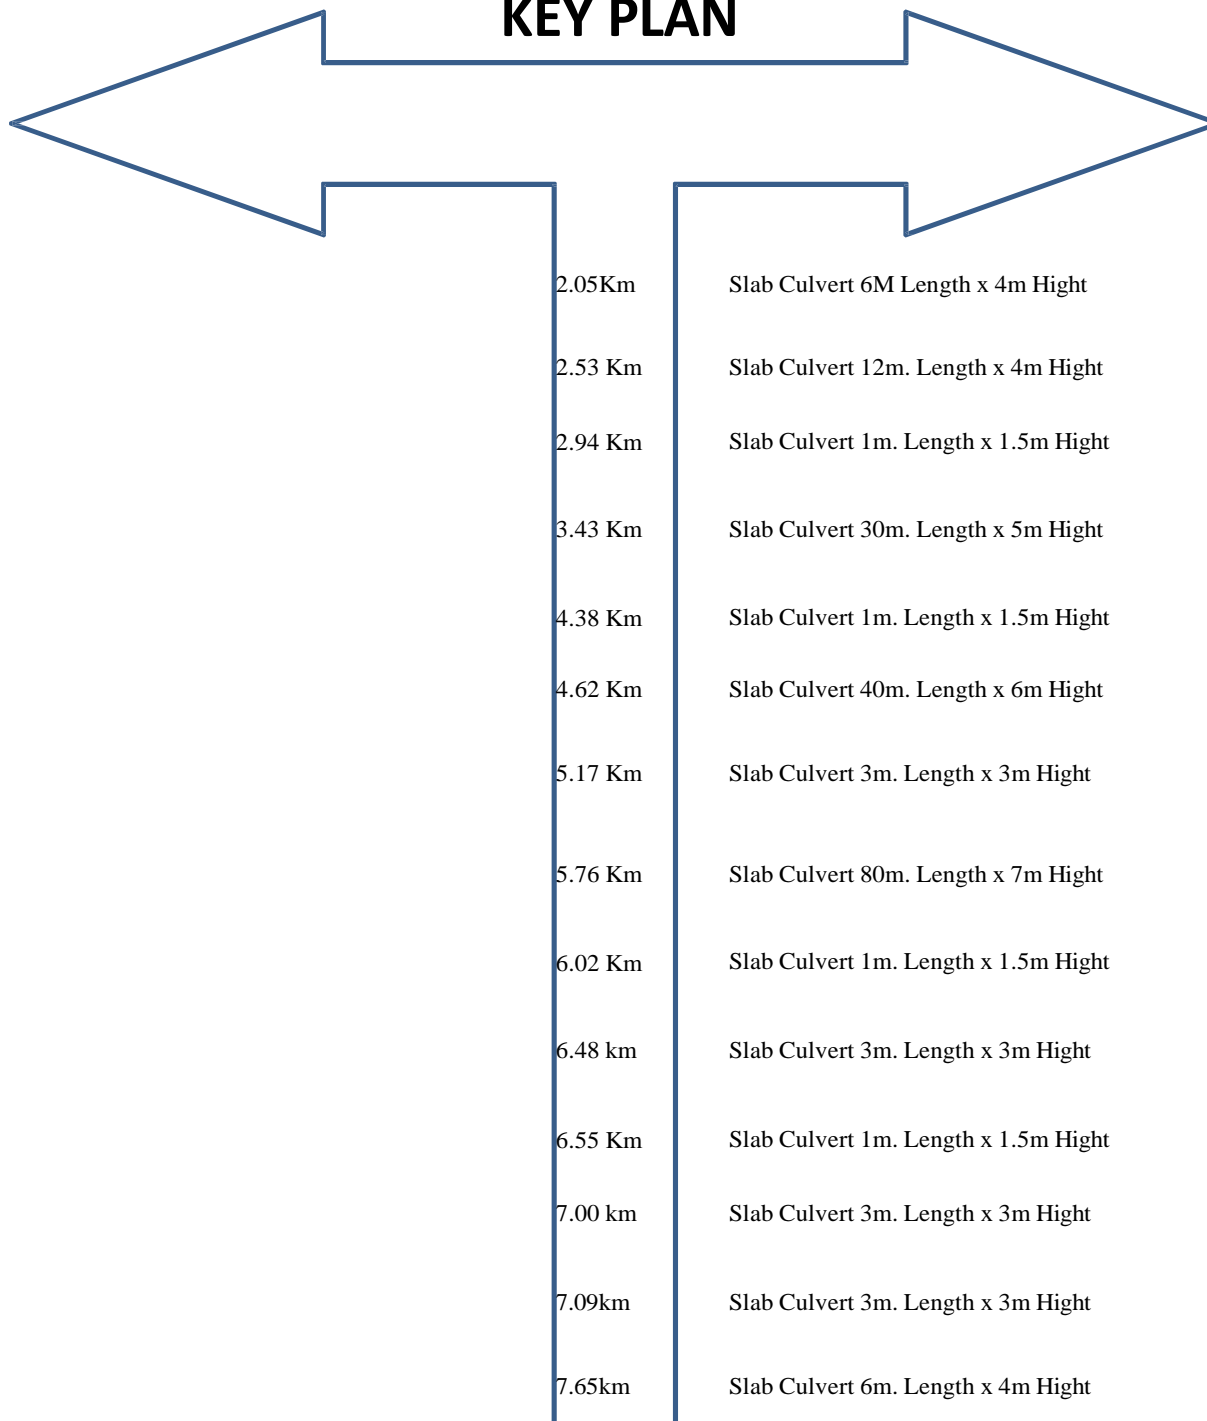 KEY PLAN
2.05Km Slab Culvert 6M Length x 4m Hight
2.53 Km Slab Culvert 12m. Length x 4m Hight
2.94 Km Slab Culvert 1m. Length x 1.5m Hight
3.43 Km Slab Culvert 30m. Length x 5m Hight
4.38 Km Slab Culvert 1m. Length x 1.5m Hight
4.62 Km Slab Culvert 40m. Length x 6m Hight
5.17 Km Slab Culvert 3m. Length x 3m Hight
5.76 Km Slab Culvert 80m. Length x 7m Hight
6.02 Km Slab Culvert 1m. Length x 1.5m Hight
6.48 km Slab Culvert 3m. Length x 3m Hight
6.55 Km Slab Culvert 1m. Length x 1.5m Hight
7.00 km Slab Culvert 3m. Length x 3m Hight
7.09km Slab Culvert 3m. Length x 3m Hight
7.65km Slab Culvert 6m. Length x 4m Hight